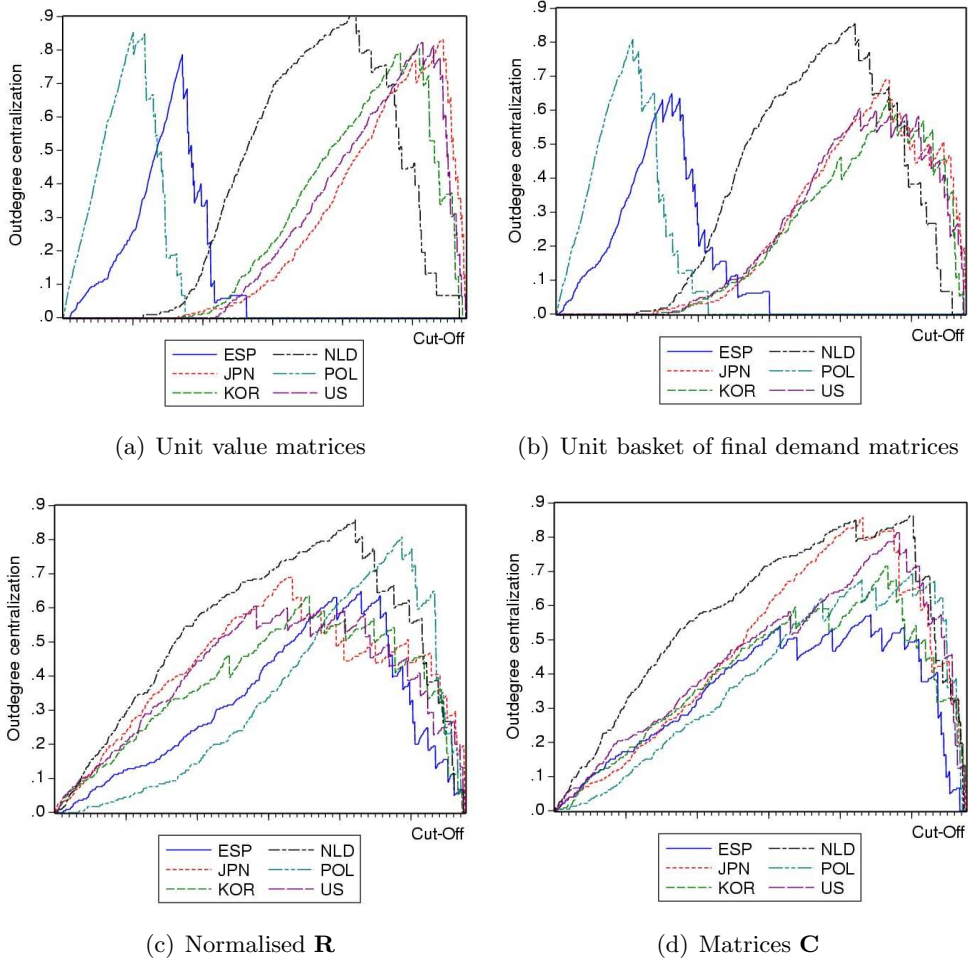 Outdegree centralization
.9
.8
.7
.6
.5
.4
.3
.2
.1
.0
Cut-Off
ESP NLD
JPN POL
KOR US
(a) Unit value matrices
Outdegree centralization
.9
.8
.7
.6
.5
.4
.3
.2
.1
.0
Cut-Off
ESP NLD
JPN POL
KOR US
(b) Unit basket of final demand matrices
Outdegree centralization
.9
.8
.7
.6
.5
.4
.3
.2
.1
.0
Cut-Off
ESP NLD
JPN POL
KOR US
(c) Normalised R
Outdegree centralization
.9
.8
.7
.6
.5
.4
.3
.2
.1
.0
Cut-Off
ESP NLD
JPN POL
KOR US
(d) Matrices C